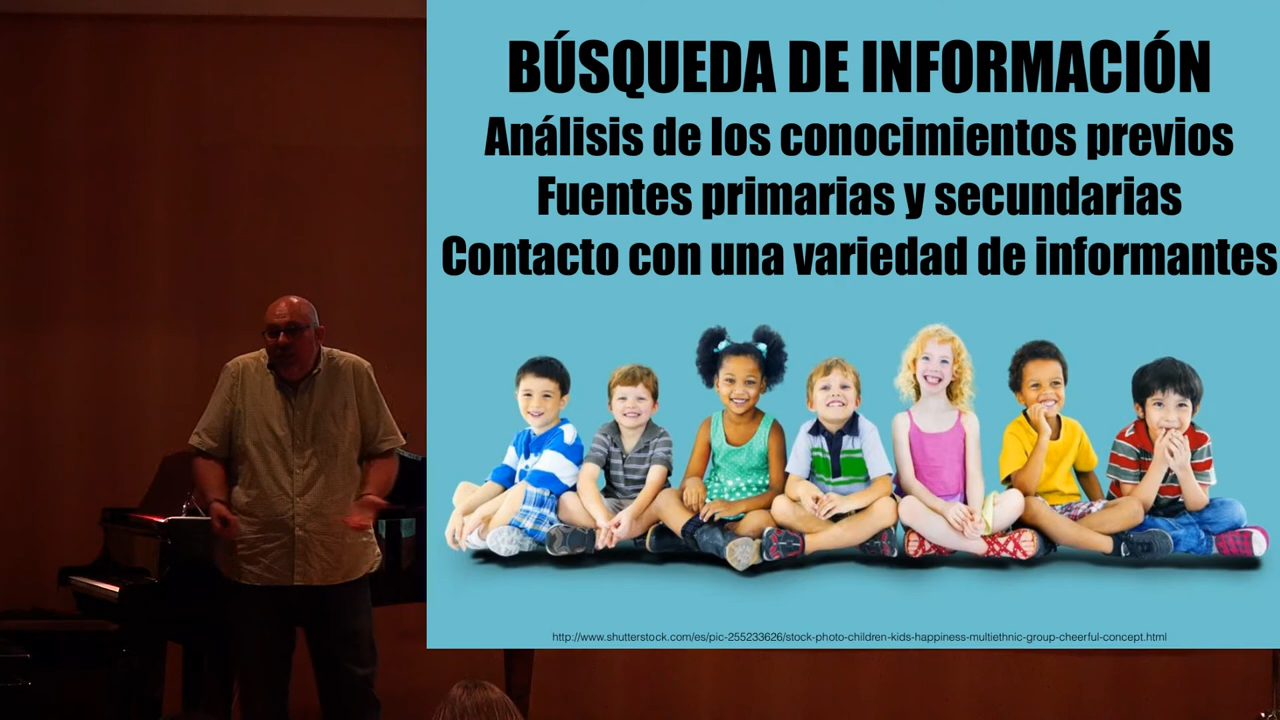 BÚSQUEDA DE INFORMACIÓN
Análisis de los conocimientos previos
Fuentes primarias y secundarias
Contacto con una variedad de informantes
http://www.shutterstock.com/es/pic-255233626/stock-photo-children-kids-happiness-multiethnic-group-cheerful-concept.html